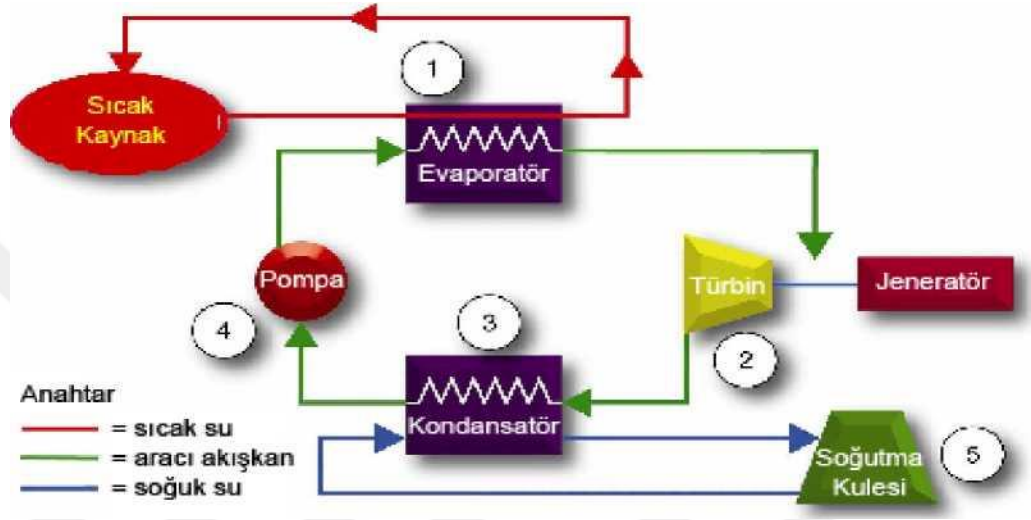 1
Sıcak
Kaynak
Evaporatör
Pompa
Türbin
Jeneratör
4
3
2
Anahtar
= sıcak su
= aracı akışkan
= soğuk su
Kondansatör
Soğutma
Kulesi
5